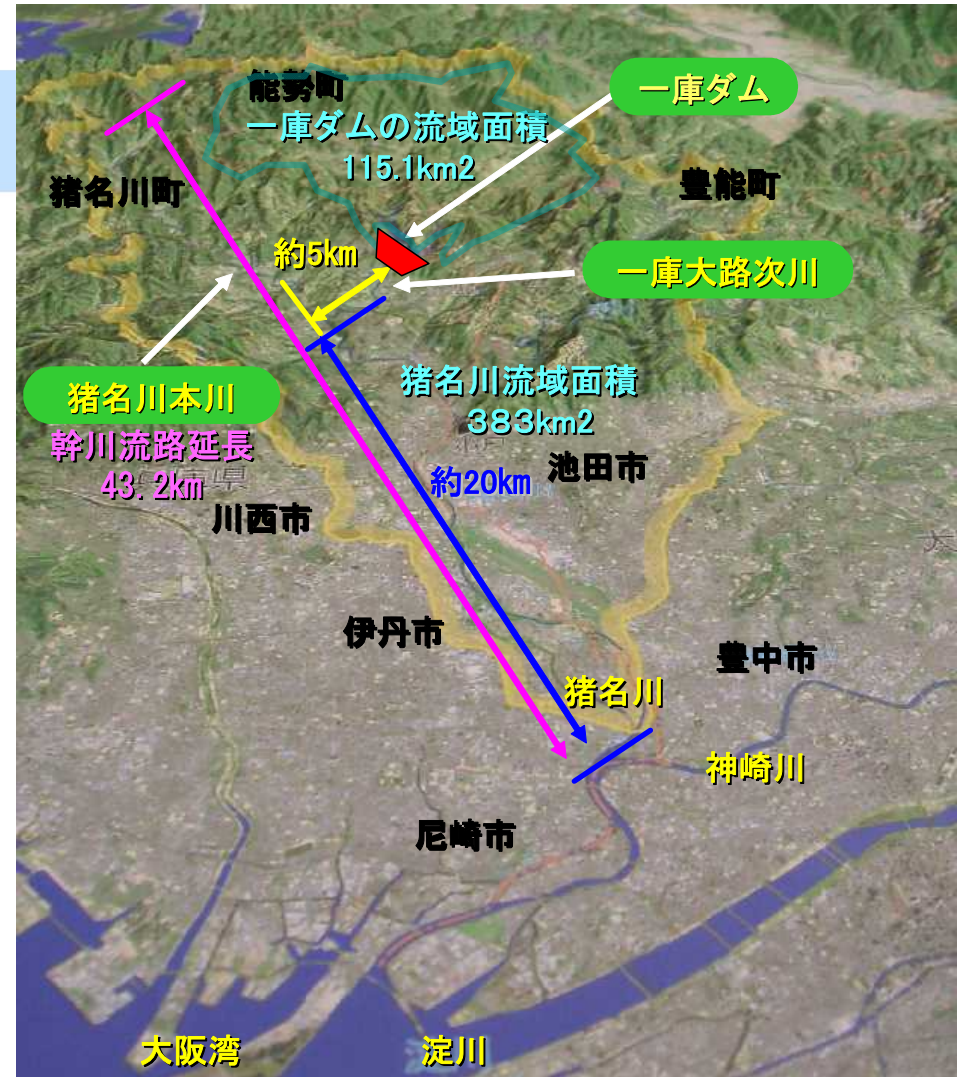 能勢町
一庫ダム
一庫ダムの流域面積
115.1km2
猪名川町
豊能町
約5km
一庫大路次川
猪名川本川
幹川流路延長
43.2km
猪名川流域面積
383km2
約20km
池田市
川西市
伊丹市
豊中市
猪名川
神崎川
尼崎市
大阪湾
淀川